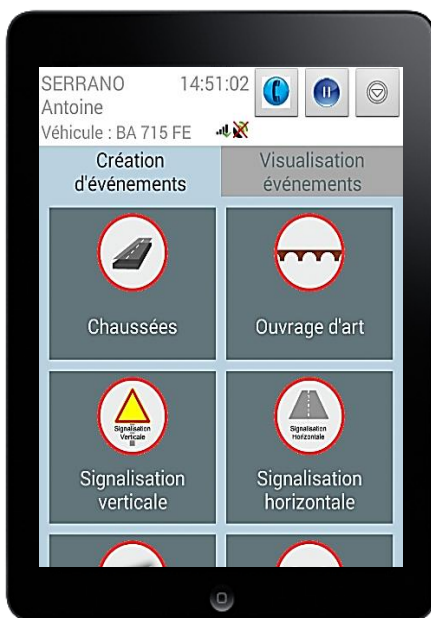 SERRANO 14:51:02
Antoine
Véhicule : BA 715 FE
Création
d'événements
Visualisation
événements
Chaussées
Ouvrage d'art
Signalisation
Verticale
Signalisation
verticale
Signalisation
Horizontale
Signalisation
horizontale